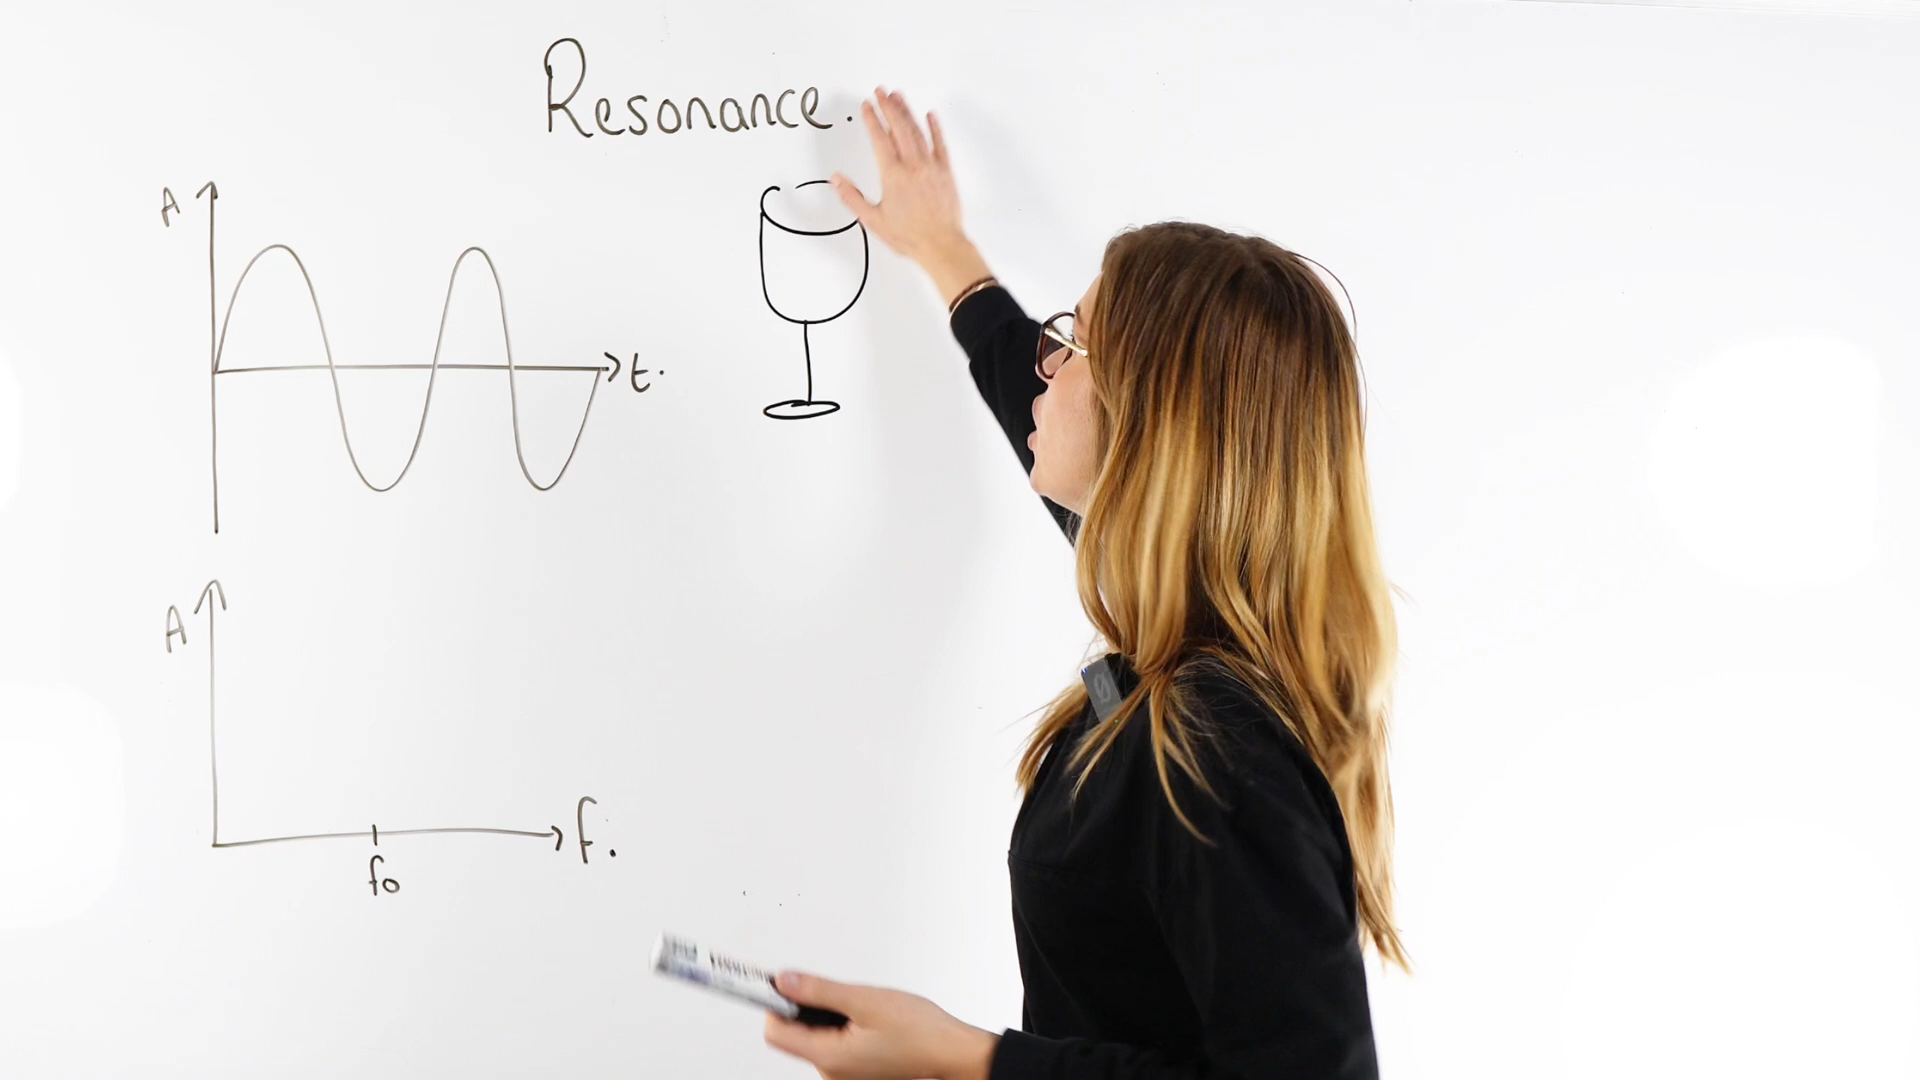 Resonance.
A
t.
A
f.
fo